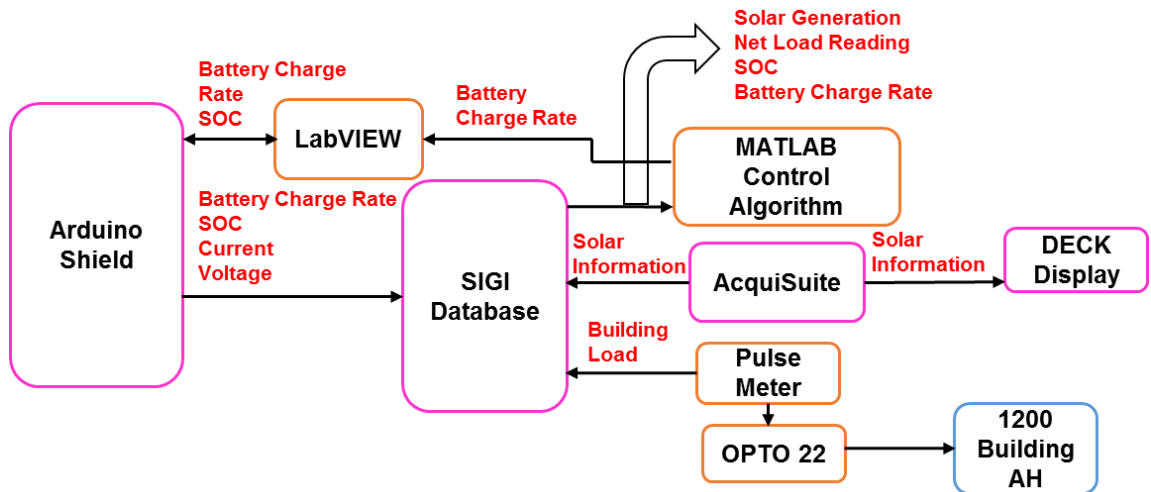 Solar Generation
Net Load Reading
SOC
Battery Charge Rate
Battery Charge
Rate
SOC
Battery
Charge Rate
LabVIEW
MATLAB
Control
Algorithm
Arduino
Shield
Battery Charge Rate
SOC
Current
Voltage
SIGI
Database
Solar
Information
AcquiSuite
Solar
Information
DECK
Display
Building
Load
Pulse
Meter
OPTO 22
1200
Building
AH